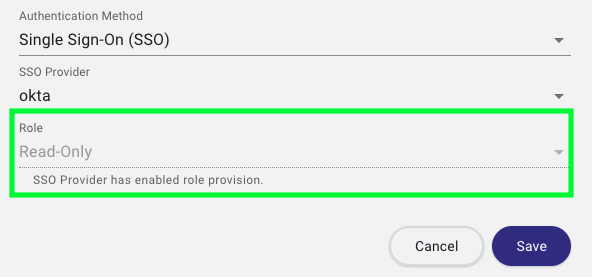 Authentication Method
Single Sign-On (SSO)
SSO Provider
okta
Role
Read-Only
SSO Provider has enabled role provision.
Cancel
Save